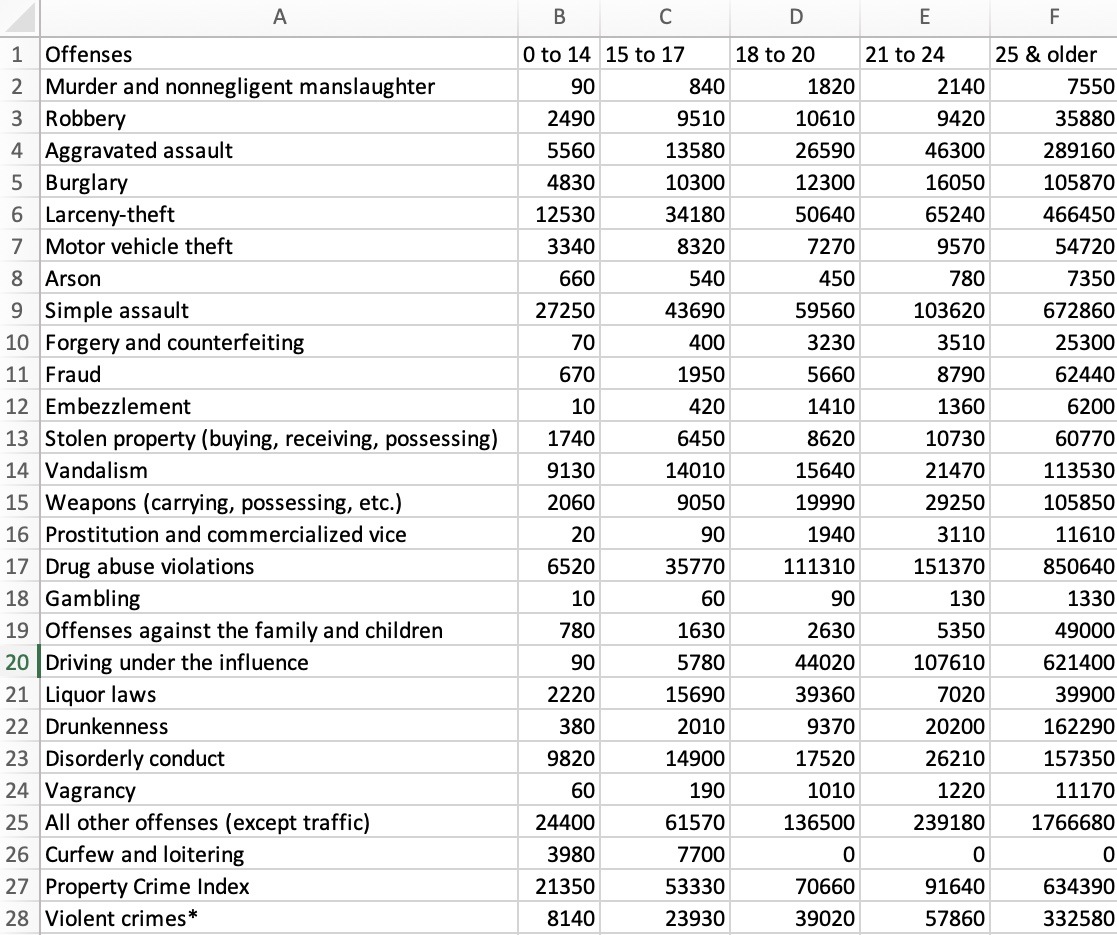 A B C D E F
1 Offenses 0 to 14 15 to 17 18 to 20 21 to 24 25 & older
2 Murder and nonnegligent manslaughter 90 840 1820 2140 7550
3 Robbery 2490 9510 10610 9420 35880
4 Aggravated assault 5560 13580 26590 46300 289160
5 Burglary 4830 10300 12300 16050 105870
6 Larceny-theft 12530 34180 50640 65240 466450
7 Motor vehicle theft 3340 8320 7270 9570 54720
8 Arson 660 540 450 780 7350
9 Simple assault 27250 43690 59560 103620 672860
10 Forgery and counterfeiting 70 400 3230 3510 25300
11 Fraud 670 1950 5660 8790 62440
12 Embezzlement 10 420 1410 1360 6200
13 Stolen property (buying, receiving, possessing) 1740 6450 8620 10730 60770
14 Vandalism 9130 14010 15640 21470 113530
15 Weapons (carrying, possessing, etc.) 2060 9050 19990 29250 105850
16 Prostitution and commercialized vice 20 90 1940 3110 11610
17 Drug abuse violations 6520 35770 111310 151370 850640
18 Gambling 10 60 90 130 1330
19 Offenses against the family and children 780 1630 2630 5350 49000
20 Driving under the influence 90 5780 44020 107610 621400
21 Liquor laws 2220 15690 39360 7020 39900
22 Drunkenness 380 2010 9370 20200 162290
23 Disorderly conduct 9820 14900 17520 26210 157350
24 Vagrancy 60 190 1010 1220 11170
25 All other offenses (except traffic) 24400 61570 136500 239180 1766680
26 Curfew and loitering 3980 7700 0 0 0
27 Property Crime Index 21350 53330 70660 91640 634390
28 Violent crimes* 8140 23930 39020 57860 332580